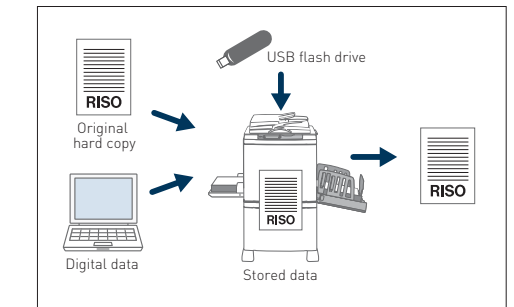 USB flash drive
RISO
Original
hard copy
RISO
RISO
Digital data
Stored data